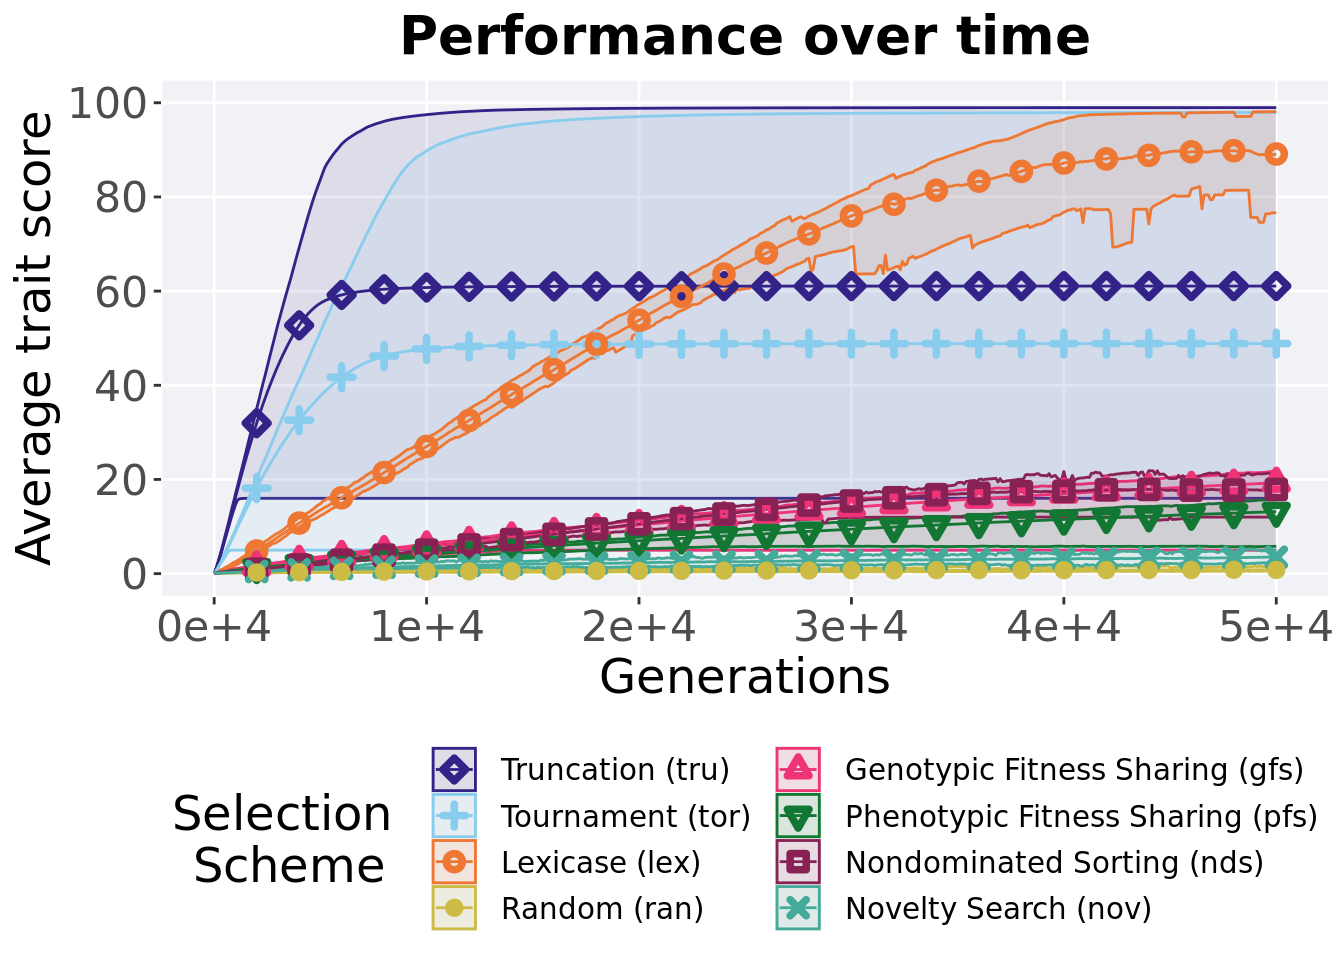 Performance over time
Average trait score
100
80
60
40
20
0
0e+4 1e+4 2e+4 3e+4 4e+4 5e+4
Generations
Selection
Scheme
Truncation (tru)
Tournament (tor)
Lexicase (lex)
Random (ran)
Genotypic Fitness Sharing (gfs)
Phenotypic Fitness Sharing (pfs)
Nondominated Sorting (nds)
Novelty Search (nov)